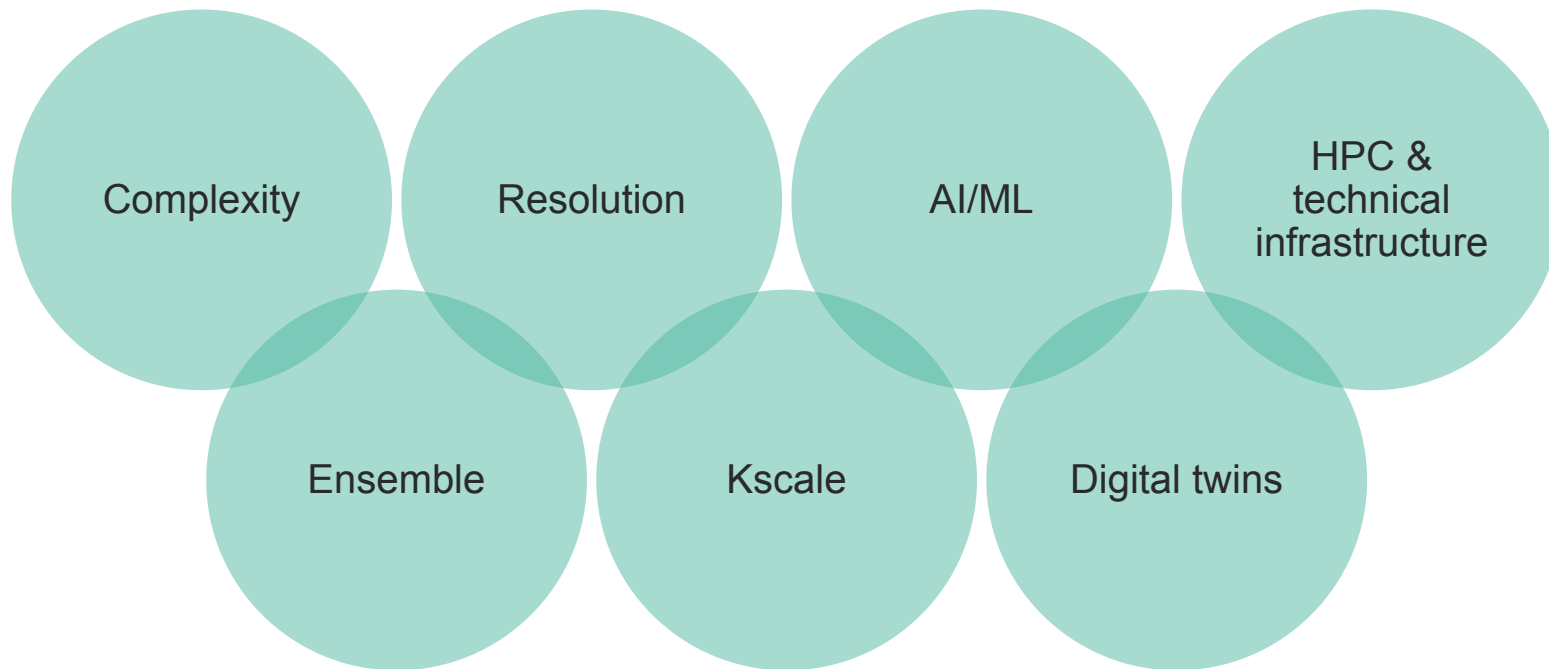 Complexity
Resolution
AI/ML
HPC &
technical
infrastructure
Ensemble
Kscale
Digital twins